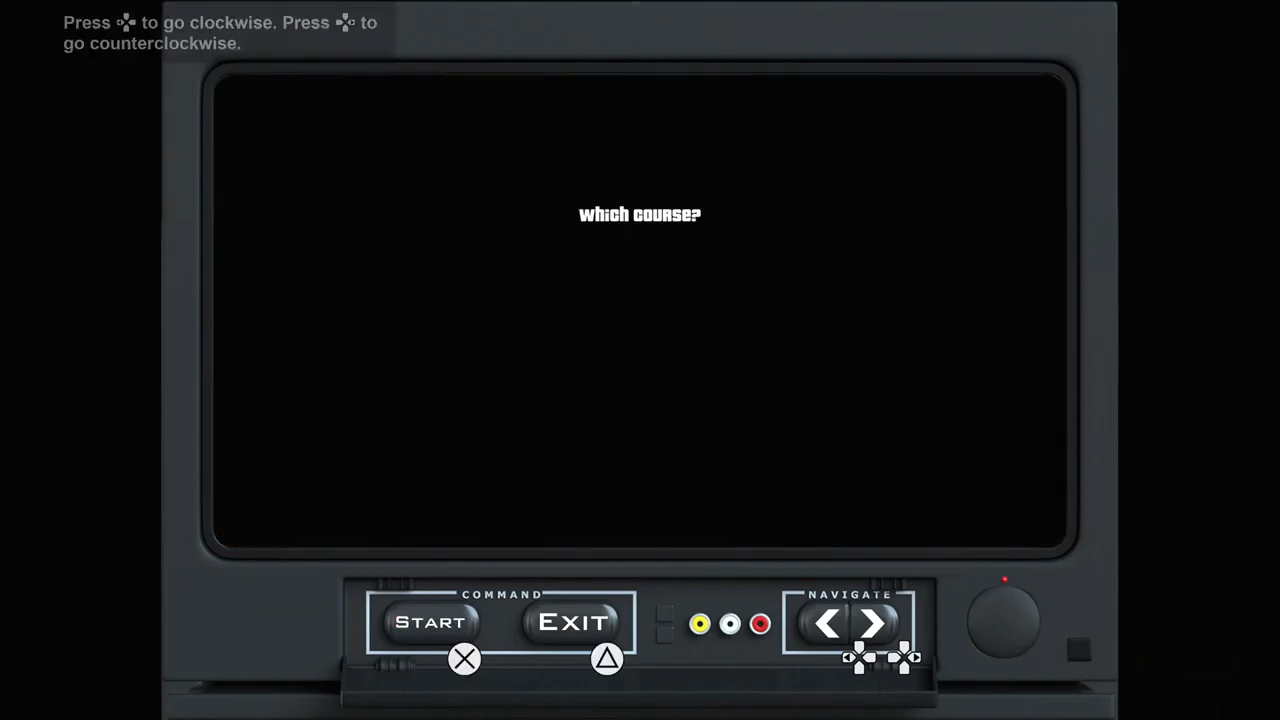 Press to go clockwise. Press to
go counterclockwise.
which course?
COMMAND
START
EXIT
NAVIGATE